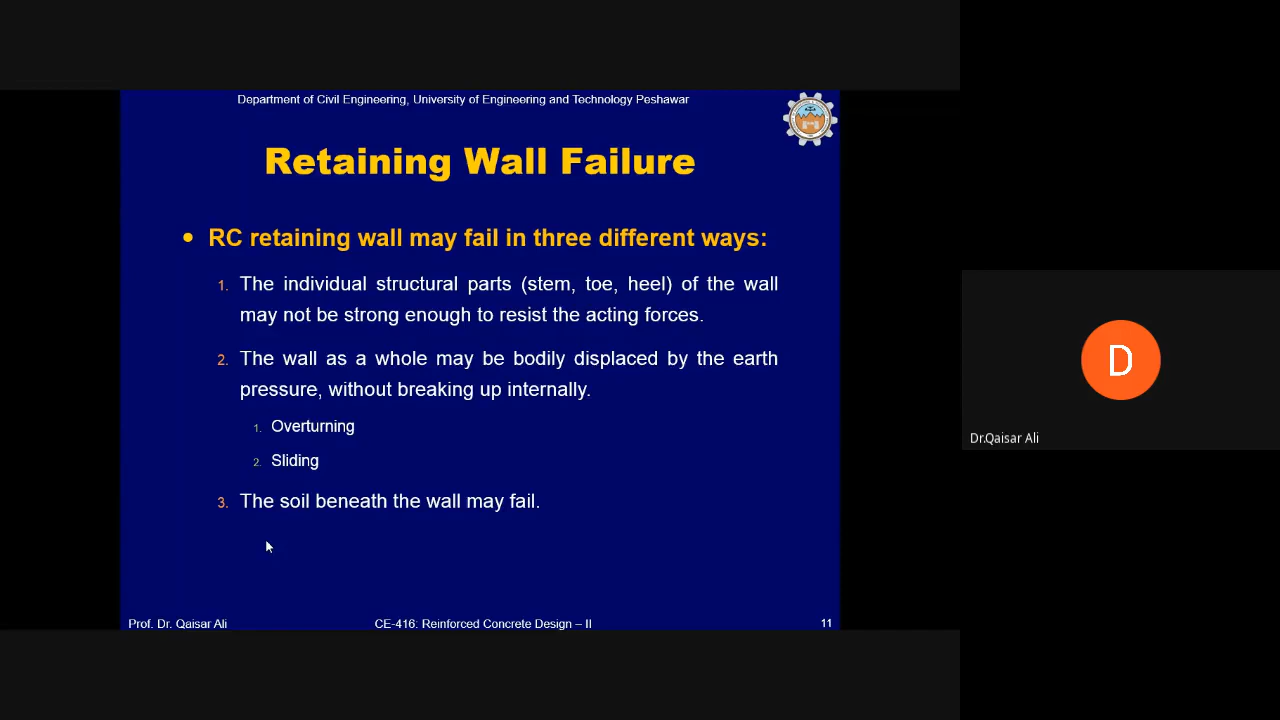 Department of Civil Engineering, University of Engineering and Technology Peshawar
Retaining Wall Failure
• RC retaining wall may fail in three different ways:
1. The individual structural parts (stem, toe, heel) of the wall
may not be strong enough to resist the acting forces.
2. The wall as a whole may be bodily displaced by the earth
pressure, without breaking up internally.
1. Overturning
2. Sliding
3. The soil beneath the wall may fail.
Prof. Dr. Qaisar Ali
CE-416: Reinforced Concrete Design – II
11
D
Dr.Qaisar Ali